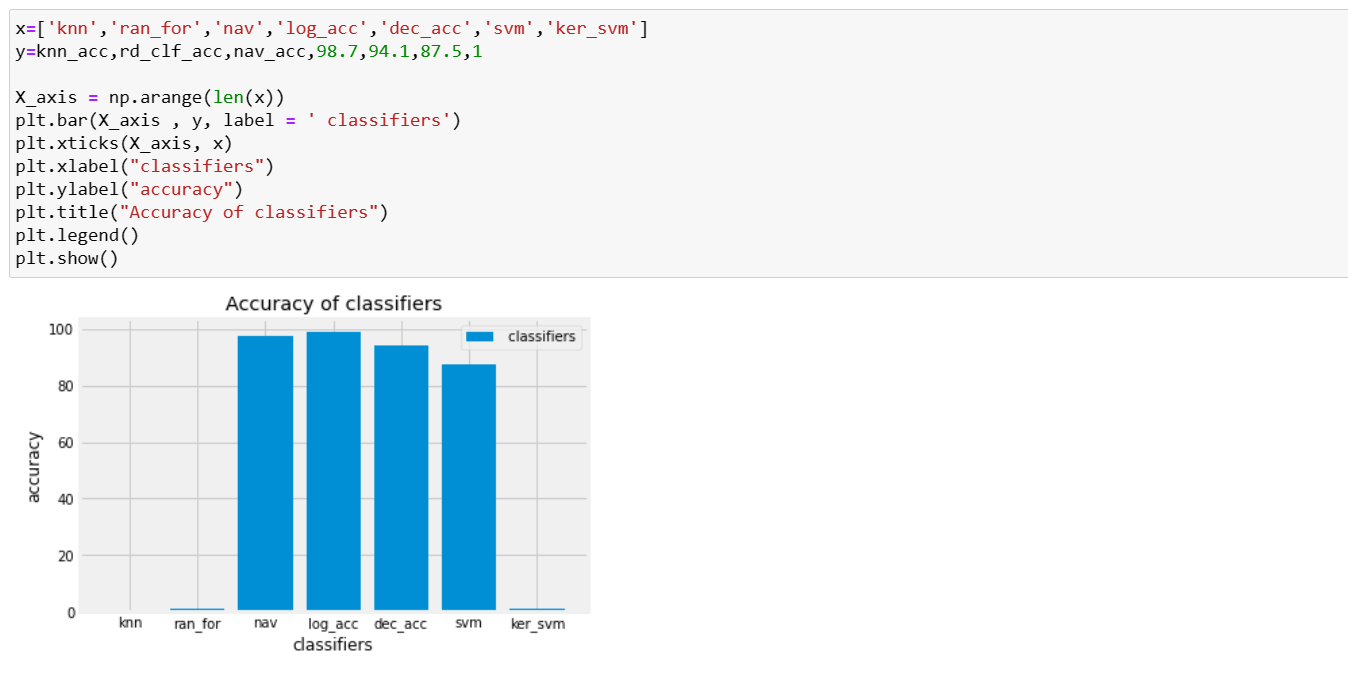 x=['knn','ran_for','nav','log_acc','dec_acc','svm','ker_svm']
y=knn_acc,rd_clf_acc,nav_acc,98.7,94.1,87.5,1
X_axis = np.arange(len(x))
plt.bar(X_axis , y, label = ' classifiers')
plt.xticks(X_axis, x)
plt.xlabel("classifiers")
plt.ylabel("accuracy")
plt.title("Accuracy of classifiers")
plt.legend()
plt.show()
Accuracy of classifiers
classifiers
100
80
60
40
20
0
accuracy
knn ran_for nav log_acc dec_acc svm ker_svm
classifiers